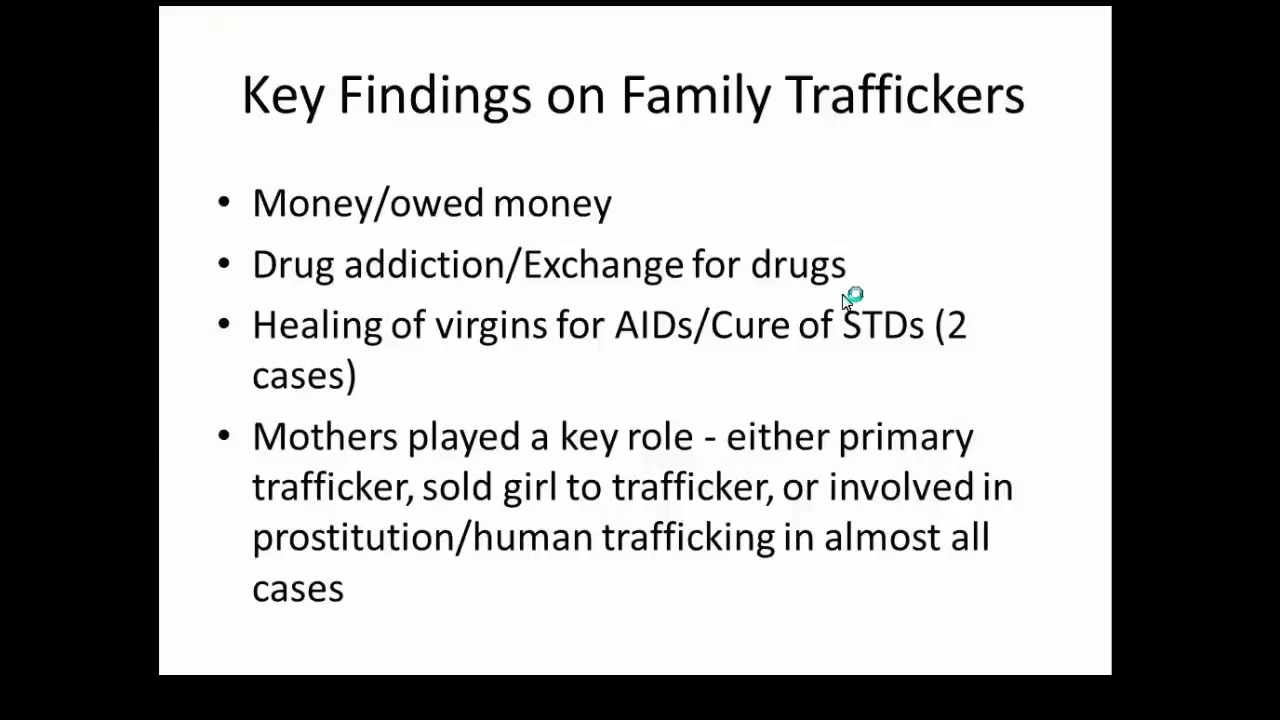 Key Findings on Family Traffickers
• Money/owed money
• Drug addiction/Exchange for drugs
• Healing of virgins for AIDs/Cure of STDs (2
cases)
• Mothers played a key role - either primary
trafficker, sold girl to trafficker, or involved in
prostitution/human trafficking in almost all
cases